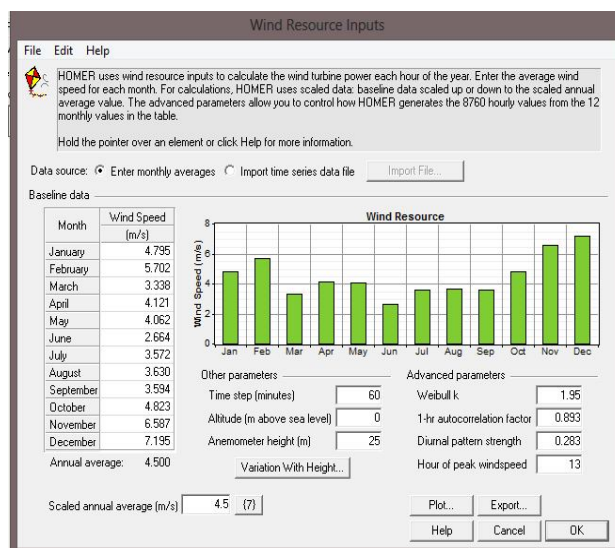 Wind Resource Inputs
File Edit Help
HOMER uses wind resource inputs to calculate the wind turbine power each hour of the year. Enter the average wind
speed for each month. For calculations, HOMER uses scaled data: baseline data scaled up or down to the scaled annual
average value. The advanced parameters allow you to control how HOMER generates the 8760 hourly values from the 12
monthly values in the table.
Hold the pointer over an element or click Help for more information.
Data source: Enter monthly averages Import time series data file Import File...
Baseline data
Month Wind Speed
(m/s)
January 4.795
February 5.702
March 3.338
April 4.121
May 4.062
June 2.664
July 3.572
August 3.630
September 3.594
October 4.823
November 6.587
December 7.195
Annual average: 4.500
Wind Resource
Wind Speed (m/s)
8
6
4
2
0
Jan Feb Mar Apr May Jun Jul Aug Sep Oct Nov Dec
Other parameters
Time step (minutes) 60
Altitude (m above sea level) 0
Anemometer height (m) 25
Variation With Height...
Advanced parameters
Weibull k 1.95
1-hr autocorrelation factor 0.893
Diurnal pattern strength 0.283
Hour of peak windspeed 13
Scaled annual average (m/s) 4.5 {7}
Plot... Export...
Help Cancel OK